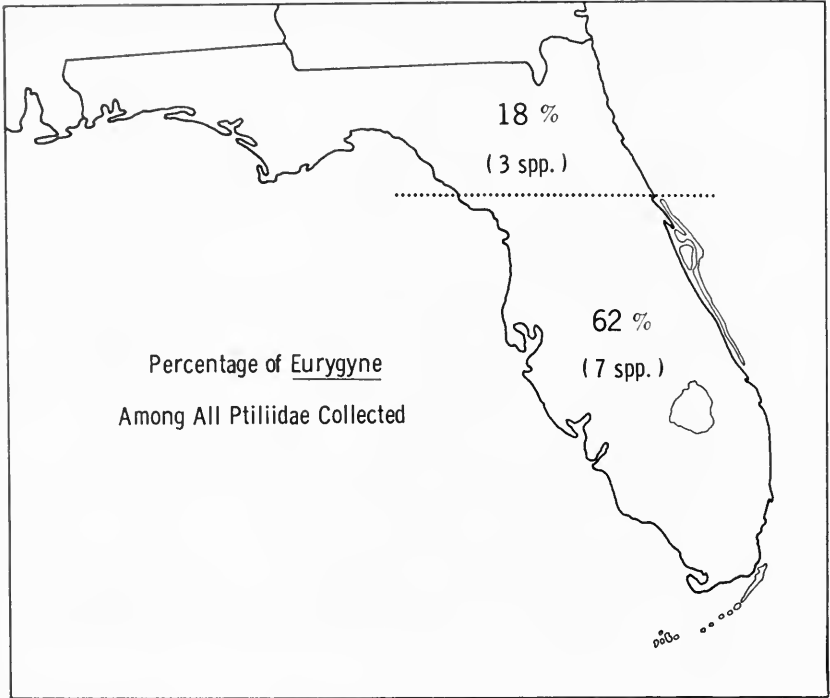 18 %
(3 spp.)
62 %
(7 spp.)
Percentage of Eurygyne
Among All Ptiliidae Collected